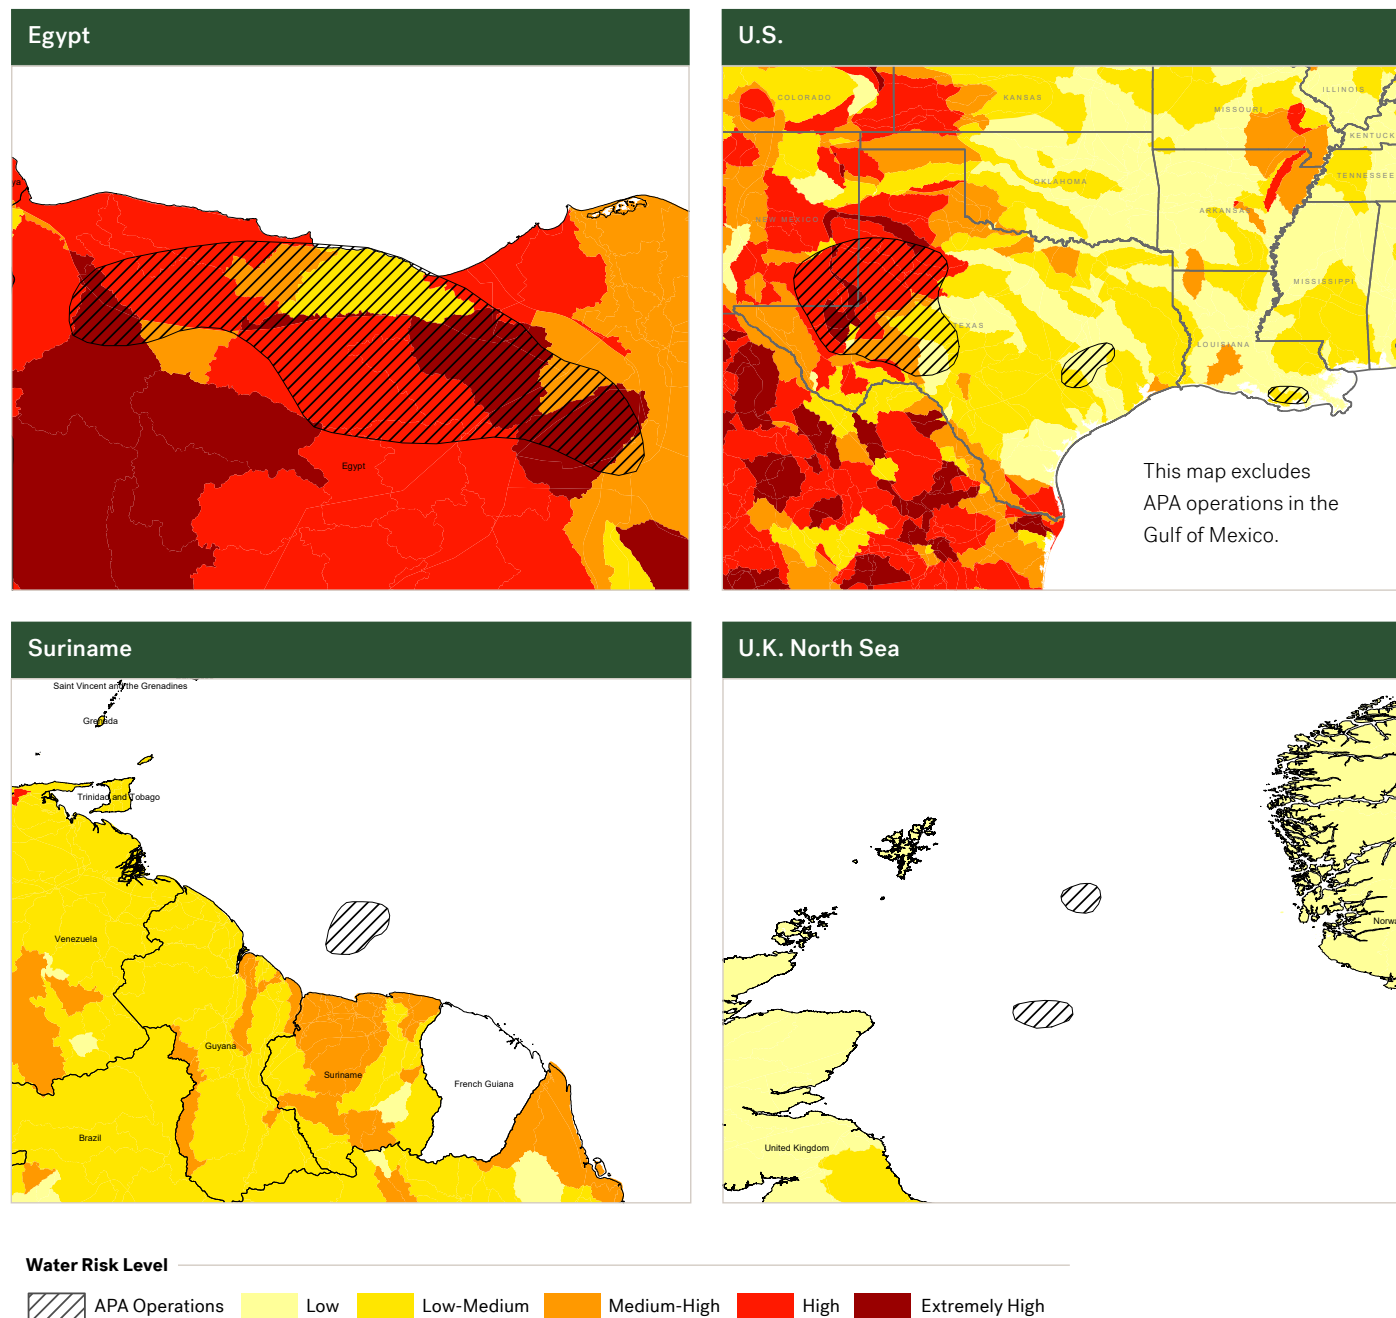 Egypt
ya
Egypt
U.S.
COLORADO
KANSAS
MISSOURI
ILLINOIS
KENTUCK
TENNESSEE
OKLAHOMA
ARKANSAS
NEW MEXICO
MISSISSIPPI
TEXAS
LOUISIANA
This map excludes
APA operations in the
Gulf of Mexico.
Suriname
Saint Vincent and the Grenadines
Grenada
Trinidad and Tobago
Venezuela
Guyana
Suriname
French Guiana
Brazil
U.K. North Sea
Norwa
United Kingdom
Water Risk Level
APA Operations Low Low-Medium Medium-High High Extremely High